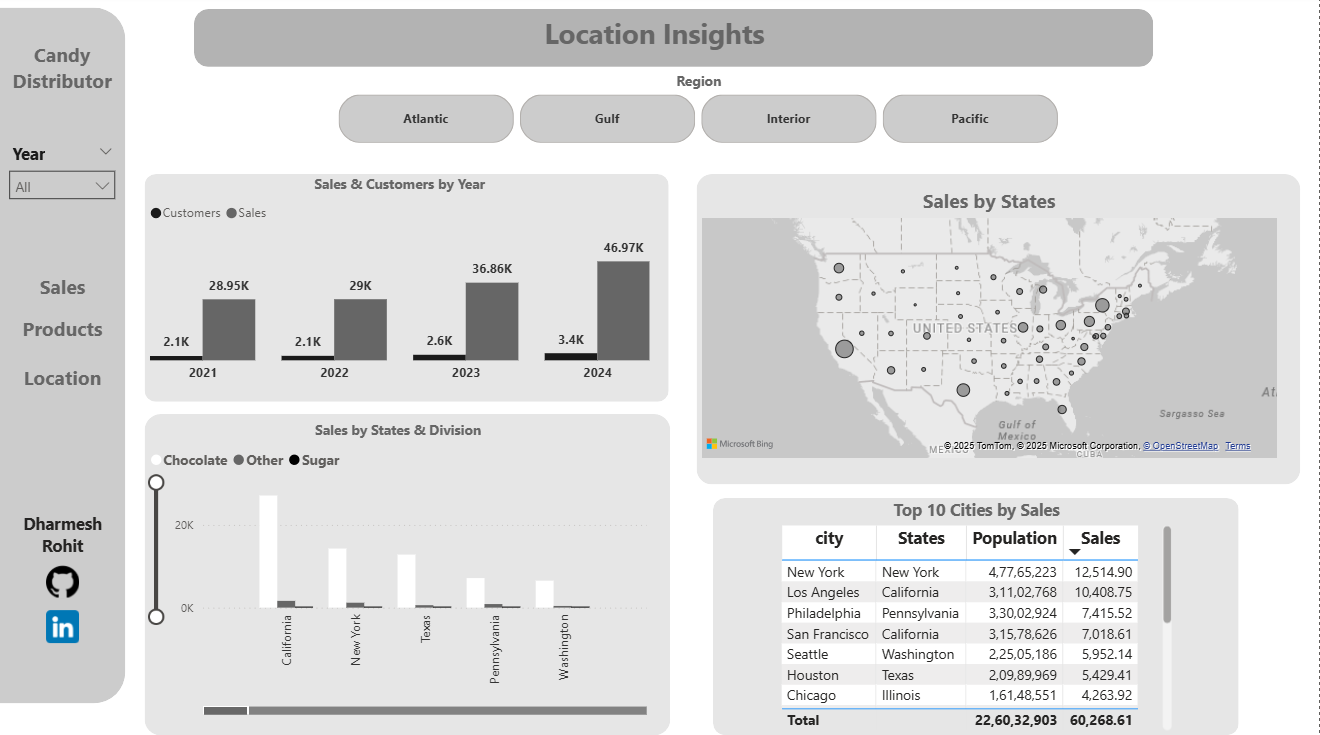 Candy
Distributor
Year
All
Sales
Products
Location
Dharmesh
Rohit
in
Location Insights
Region
Atlantic
Gulf
Interior
Pacific
Sales & Customers by Year
Customers Sales
2.1K 28.95K
2.1K 29K
2.6K 36.86K
3.4K 46.97K
2021 2022 2023 2024
Sales by States
UNITED STATES
Gulf of
Mexico
Sargasso Sea
At
Microsoft Bing
© 2025 TomTom, © 2025 Microsoft Corporation, © OpenStreetMap Terms
CUBA
Sales by States & Division
Chocolate Other Sugar
20K
0K
California
New York
Texas
Pennsylvania
Washington
Top 10 Cities by Sales
city States Population Sales
New York New York 4,77,65,223 12,514.90
Los Angeles California 3,11,02,768 10,408.75
Philadelphia Pennsylvania 3,30,02,924 7,415.52
San Francisco California 3,15,78,626 7,018.61
Seattle Washington 2,25,05,186 5,952.14
Houston Texas 2,09,89,969 5,429.41
Chicago Illinois 1,61,48,551 4,263.92
Total 22,60,32,903 60,268.61